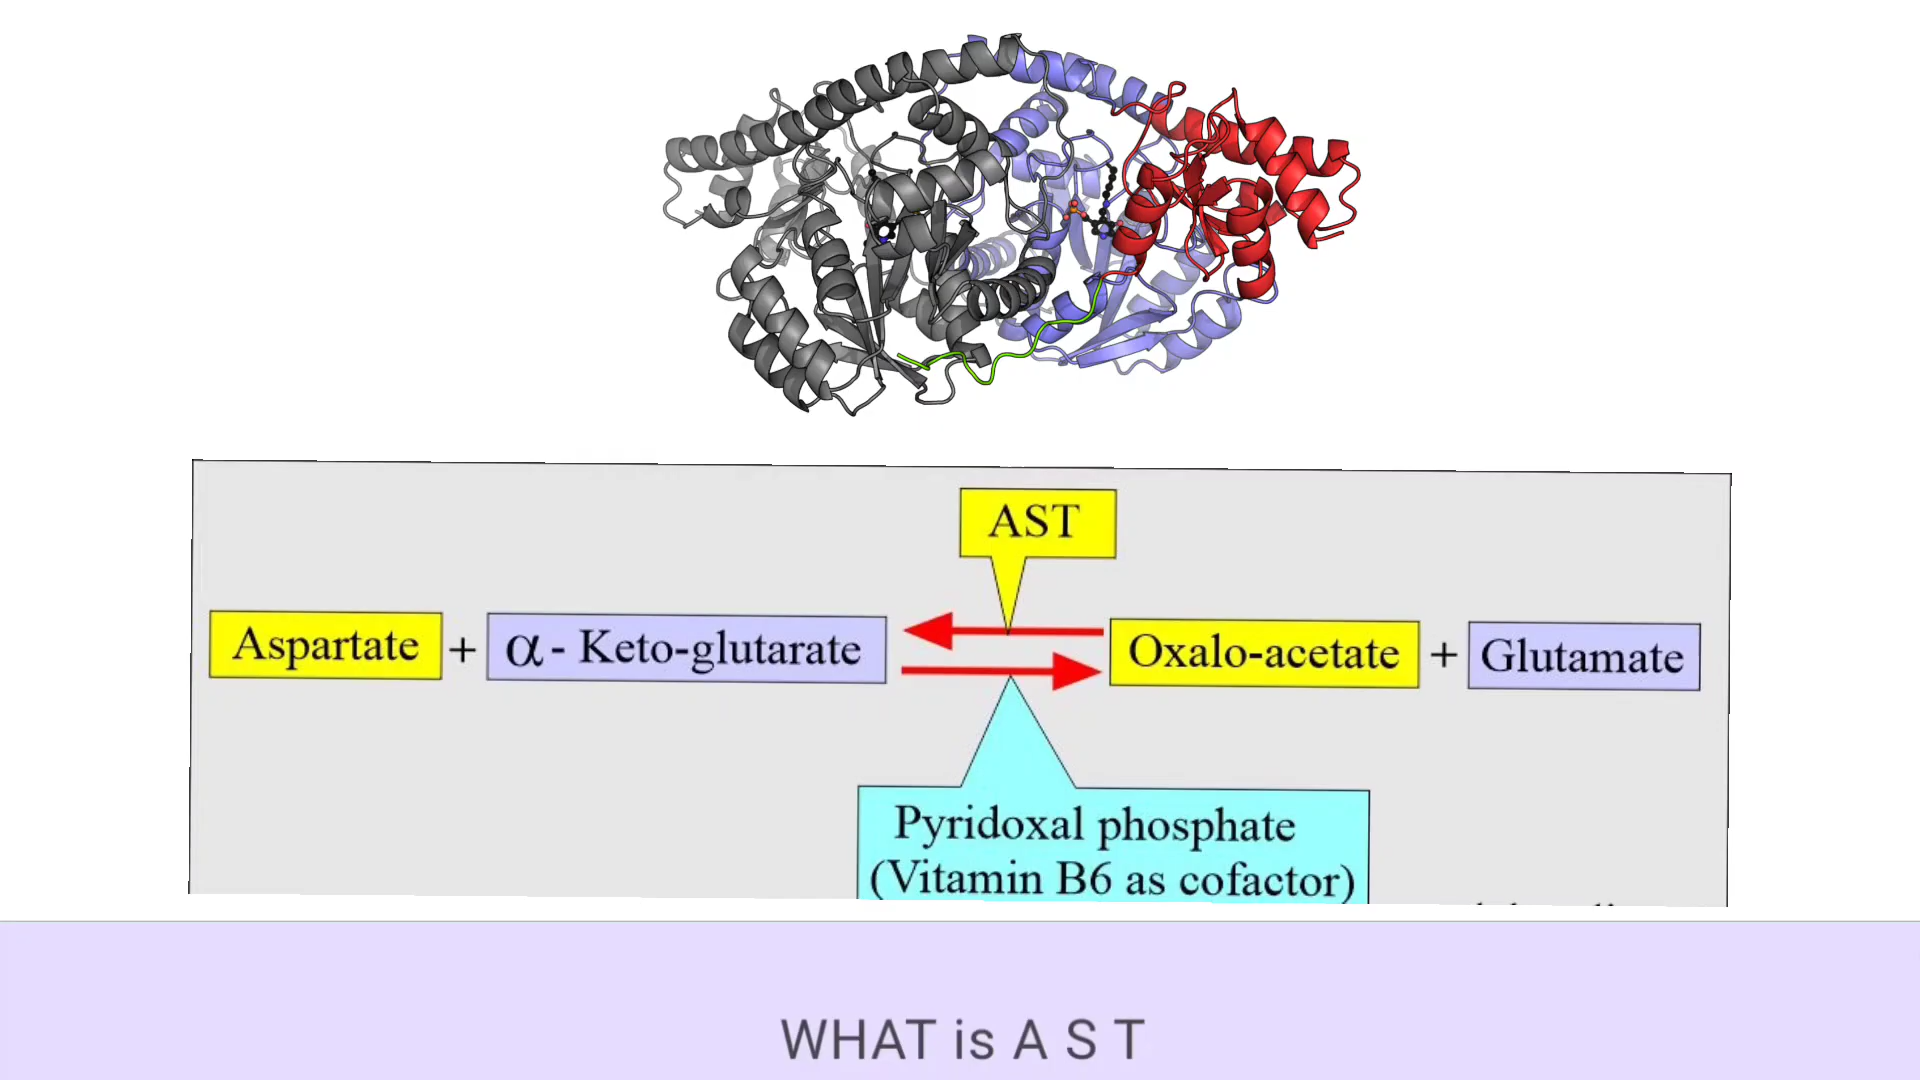 AST
Aspartate + α - Keto-glutarate Oxalo-acetate + Glutamate
Pyridoxal phosphate
(Vitamin B6 as cofactor)
WHAT is A S T